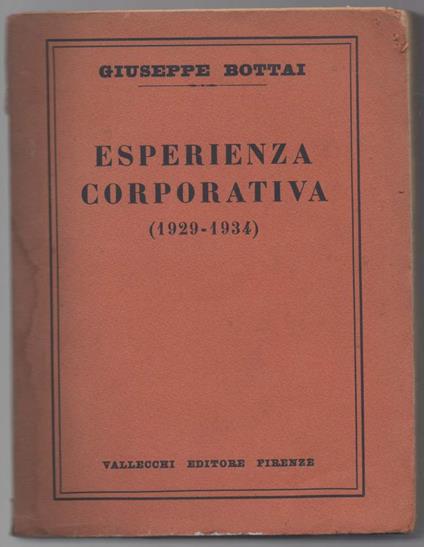 GIUSEPPE BOTTAI
ESPERIENZA
CORPORATIVA
(1929-1934)
VALLECCHI EDITORE FIRENZE